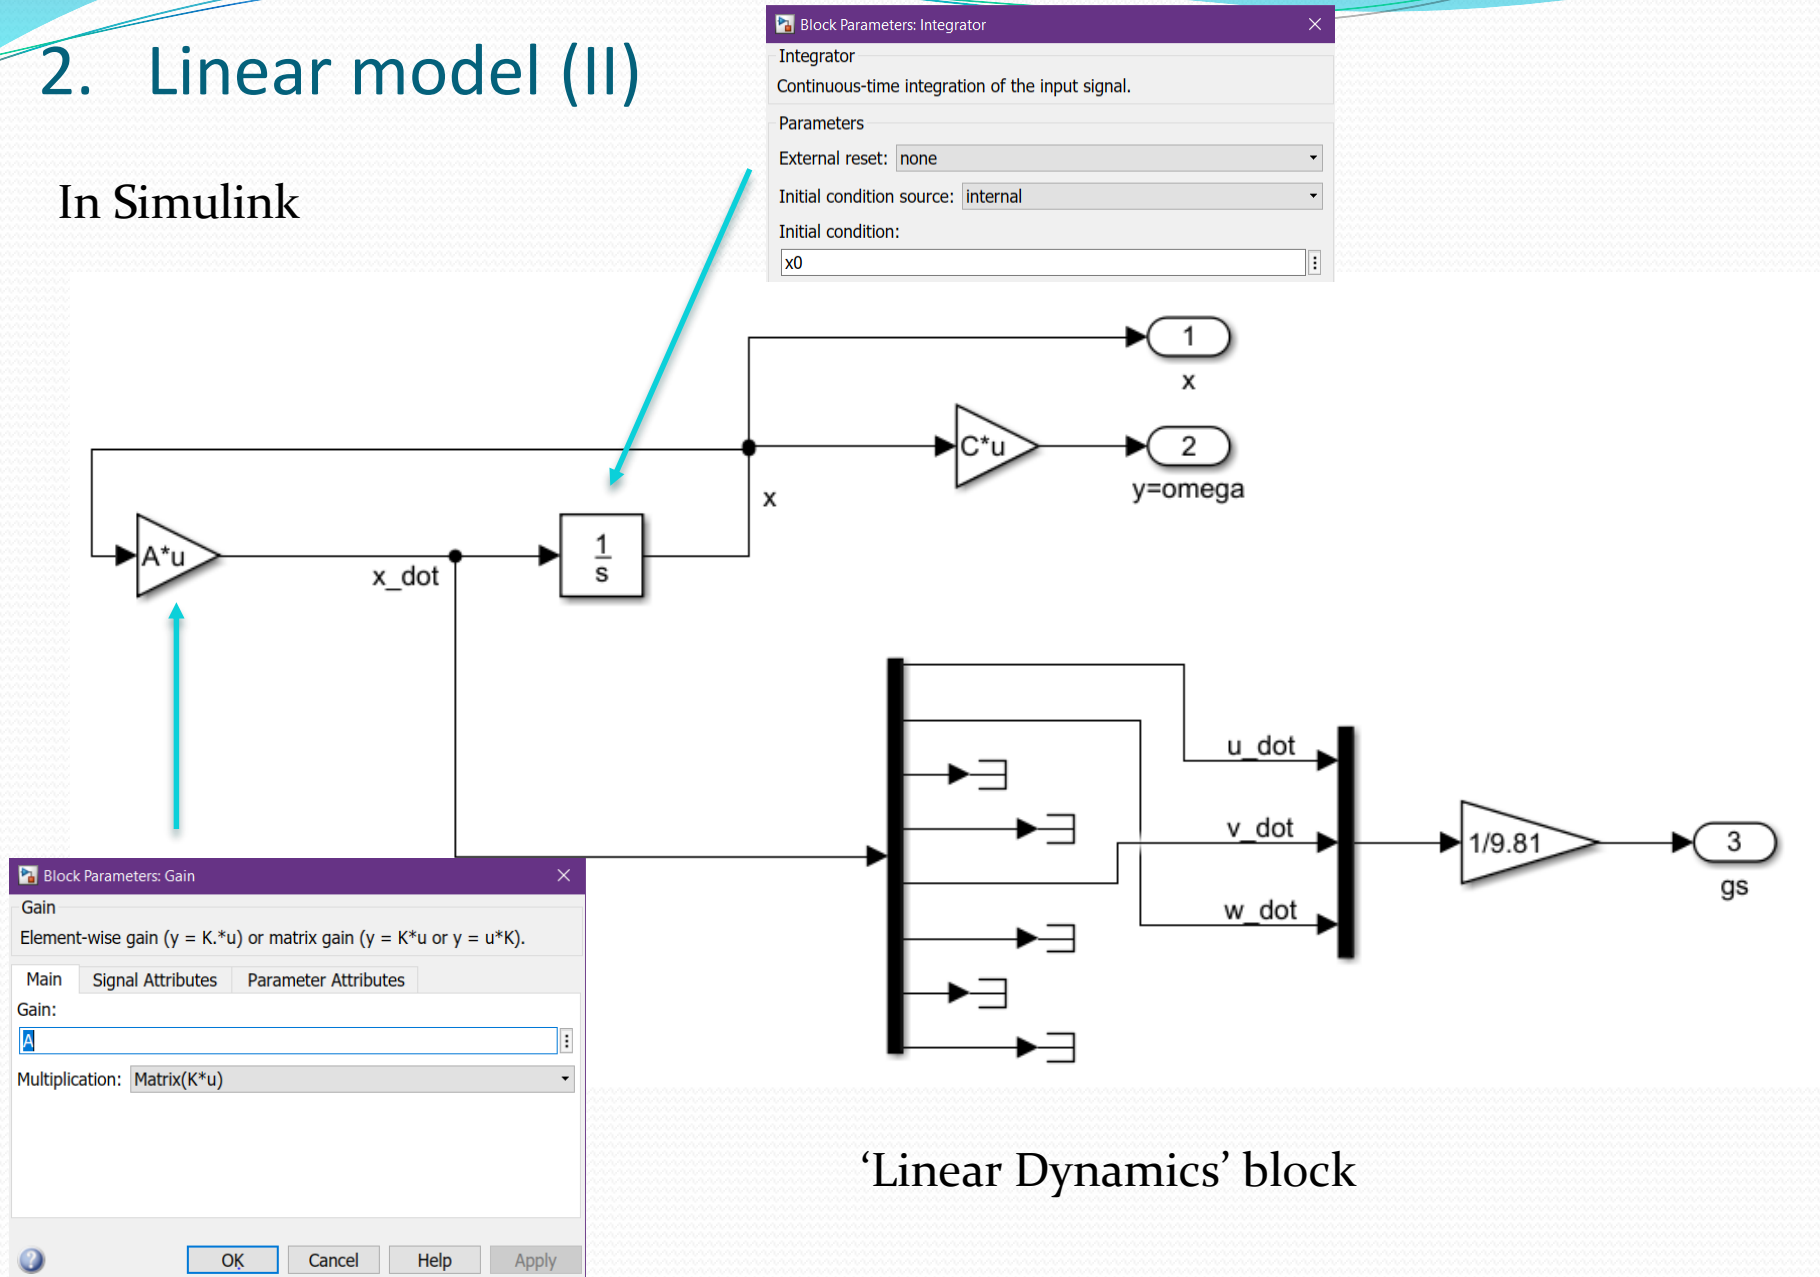 2. Linear model (II)
In Simulink
Block Parameters: Integrator
Integrator
Continuous-time integration of the input signal.
Parameters
External reset: none
Initial condition source: internal
Initial condition:
x0
1
x
C*u
2
y=omega
x
A*u
x_dot
1
s
u_dot
v_dot
w_dot
1/9.81
3
gs
Block Parameters: Gain
Gain
Element-wise gain (y = K.*u) or matrix gain (y = K*u or y = u*K).
Main Signal Attributes Parameter Attributes
Gain:
A
Multiplication: Matrix(K*u)
OK Cancel Help Apply
‘Linear Dynamics’ block